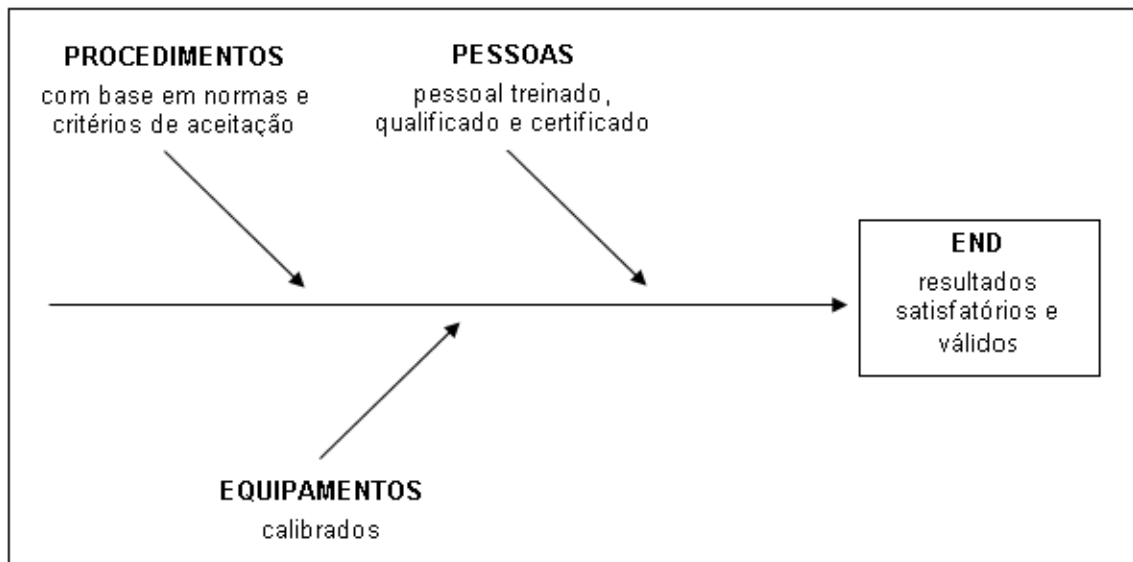 PROCEDIMENTOS
com base em normas e
critérios de aceitação
PESSOAS
pessoal treinado,
qualificado e certificado
END
resultados
satisfatórios e
válidos
EQUIPAMENTOS
calibrados